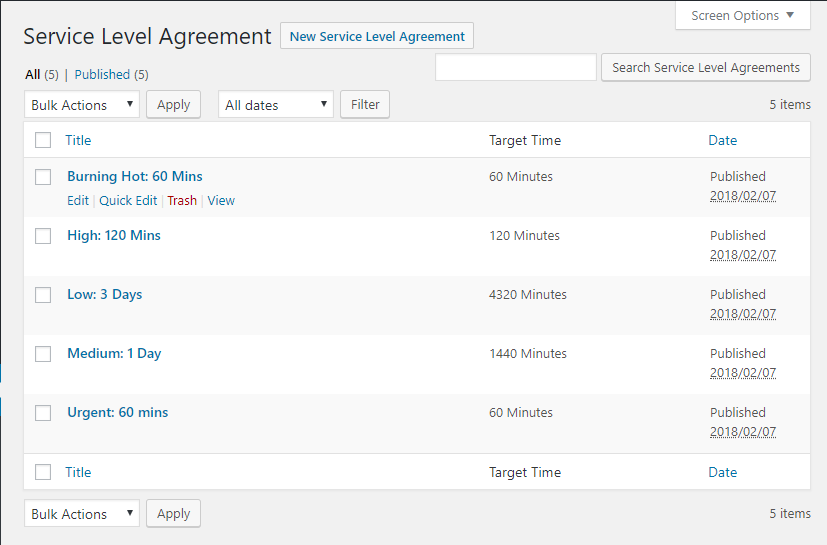 Screen Options
Service Level Agreement New Service Level Agreement
All (5) | Published (5) Search Service Level Agreements
Bulk Actions Apply All dates Filter 5 items
Title Target Time Date
Burning Hot: 60 Mins 60 Minutes Published
Edit | Quick Edit | Trash | View 2018/02/07
High: 120 Mins 120 Minutes Published
2018/02/07
Low: 3 Days 4320 Minutes Published
2018/02/07
Medium: 1 Day 1440 Minutes Published
2018/02/07
Urgent: 60 mins 60 Minutes Published
2018/02/07
Title Target Time Date
Bulk Actions Apply 5 items